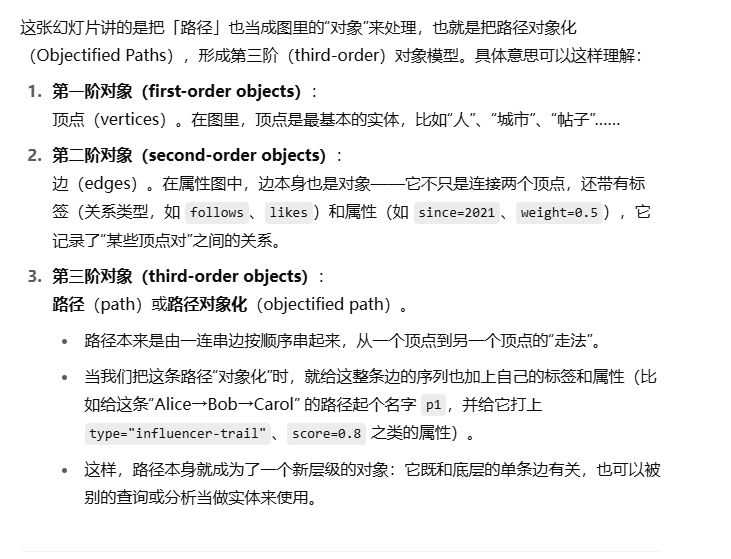 这张幻灯片讲的是把「路径」也当成图里的“对象”来处理，也就是把路径对象化
（Objectified Paths），形成第三阶（third-order）对象模型。具体意思可以这样理解：
1. 第一阶对象（first-order objects）：
顶点（vertices）。在图里，顶点是最基本的实体，比如“人”、“城市”、“帖子”……
2. 第二阶对象（second-order objects）：
边（edges）。在属性图中，边本身也是对象——它不只是连接两个顶点，还带有标
签（关系类型，如 follows、likes）和属性（如 since=2021、weight=0.5），它
记录了“某些顶点对”之间的关系。
3. 第三阶对象（third-order objects）：
路径（path）或路径对象化（objectified path）。
• 路径本来是由一连串边按顺序串起来，从一个顶点到另一个顶点的“走法”。
• 当我们把这条路径“对象化”时，就给这整条边的序列也加上自己的标签和属性（比
如给这条“Alice→Bob→Carol” 的路径起个名字 p1，并给它打上
type="influencer-trail"、score=0.8 之类的属性）。
• 这样，路径本身就成为了一个新层级的对象：它既和底层的单条边有关，也可以被
别的查询或分析当做实体来使用。